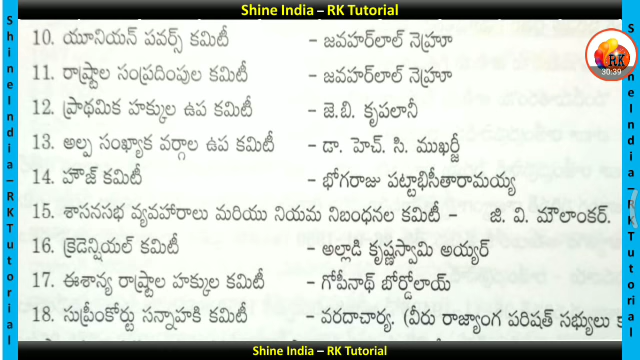 Shine India – RK Tutorial
10. యూనియన్ పవర్స్ కమిటీ – జవహర్‌లాల్ నెహ్రూ
11. రాష్ట్రాల సంప్రదింపుల కమిటీ – జవహర్‌లాల్ నెహ్రూ
12. ప్రాథమిక హక్కుల ఉప కమిటీ – జె.బి. కృపలానీ
13. అల్ప సంఖ్యాక వర్గాల ఉప కమిటీ – డా. హెచ్. సి. ముఖర్జీ
14. హౌజ్ కమిటీ – భోగరాజు పట్టాభిసీతారామయ్య
15. శాసనసభ వ్యవహారాలు మరియు నియమ నిబంధనల కమిటీ – జి. వి. మౌలాంకర్.
16. క్రెడెన్షియల్ కమిటీ – అల్లాడి కృష్ణస్వామి అయ్యర్
17. ఈశాన్య రాష్ట్రాల హక్కుల కమిటీ – గోపీనాథ్ బోర్డోలాయ్
18. సుప్రీంకోర్టు సన్నాహకి కమిటీ – వరదాచార్య. (వీరు రాజ్యాంగ పరిషత్ సభ్యులు
Shine India – RK Tutorial
Shine India – RK Tutorial
Shine India – RK Tutorial
RK
30:39